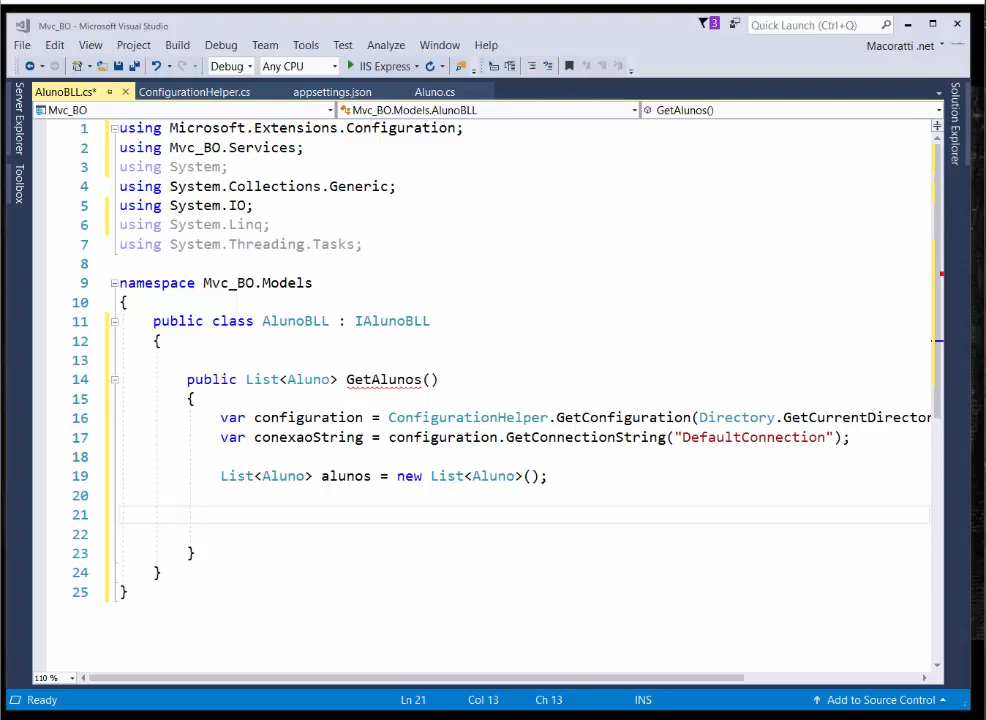 Mvc_BO - Microsoft Visual Studio
3
Quick Launch (Ctrl+Q)
File Edit View Project Build Debug Team Tools Test Analyze Window Help
Macoratti .net
Debug Any CPU IIS Express
AlunoBLL.cs* ConfigurationHelper.cs appsettings.json Aluno.cs
Mvc_BO Mvc_BO.Models.AlunoBLL GetAlunos()
Server Explorer
Toolbox
Solution Explorer
1 using Microsoft.Extensions.Configuration;
2 using Mvc_BO.Services;
3 using System;
4 using System.Collections.Generic;
5 using System.IO;
6 using System.Linq;
7 using System.Threading.Tasks;
8
9 namespace Mvc_BO.Models
10 {
11 public class AlunoBLL : IAlunoBLL
12 {
13
14 public List<Aluno> GetAlunos()
15 {
16 var configuration = ConfigurationHelper.GetConfiguration(Directory.GetCurrentDirector
17 var conexaoString = configuration.GetConnectionString("DefaultConnection");
18
19 List<Aluno> alunos = new List<Aluno>();
20
21
22
23 }
24 }
25 }
110 %
Ready Ln 21 Col 13 Ch 13 INS Add to Source Control